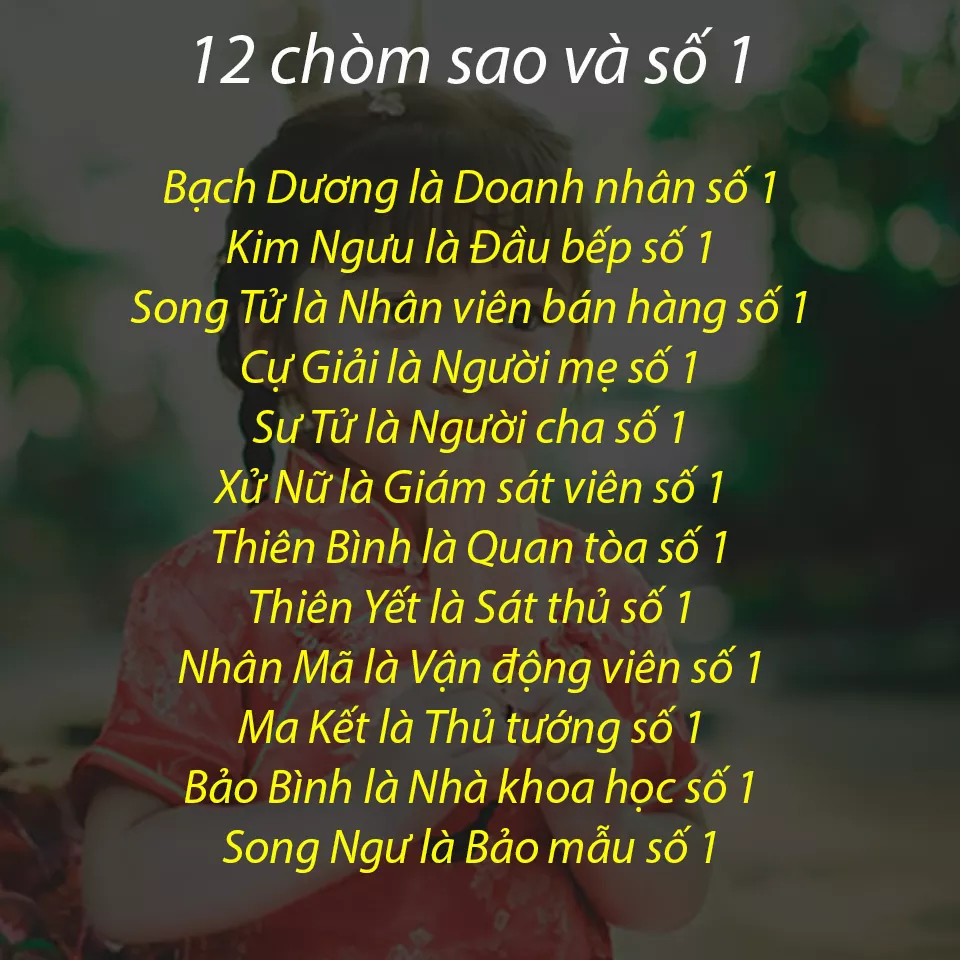 12 chòm sao và số 1
Bạch Dương là Doanh nhân số 1
Kim Ngưu là Đầu bếp số 1
Song Tử là Nhân viên bán hàng số 1
Cự Giải là Người mẹ số 1
Sư Tử là Người cha số 1
Xử Nữ là Giám sát viên số 1
Thiên Bình là Quan tòa số 1
Thiên Yết là Sát thủ số 1
Nhân Mã là Vận động viên số 1
Ma Kết là Thủ tướng số 1
Bảo Bình là Nhà khoa học số 1
Song Ngư là Bảo mẫu số 1